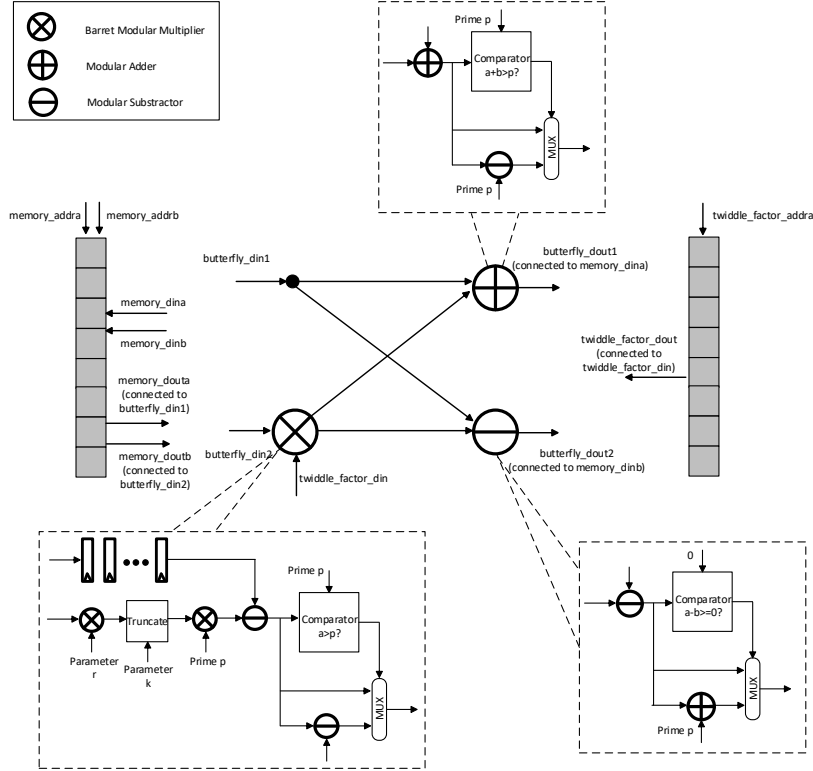 Barret Modular Multiplier
Modular Adder
Modular Substractor
Prime p
Comparator
a+b>p?
MUX
Prime p
memory_addra
memory_addrb
twiddle_factor_addra
butterfly_din1
butterfly_dout1
(connected to memory_dina)
memory_dina
memory_dinb
twiddle_factor_dout
(connected to
twiddle_factor_din)
memory_douta
(connected to
butterfly_din1)
memory_doutb
(connected to
butterfly_din2)
butterfly_din2
twiddle_factor_din
butterfly_dout2
(connected to memory_dinb)
Prime p
Comparator
a>p?
Truncate
Parameter
r
Parameter
k
Prime p
MUX
0
Comparator
a-b>=0?
MUX
Prime p